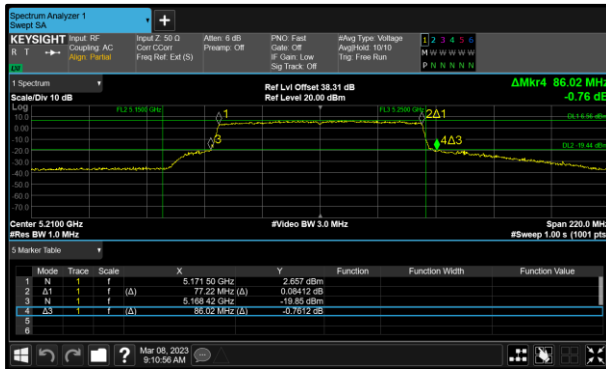 Spectrum Analyzer 1
Swept SA
KEYSIGHT Input: RF Input Z: 50 Ω Atten: 6 dB PNO: Fast #Avg Type: Voltage 1 2 3 4 5 6
R T Coupling: AC Corr CCorr Preamp: Off Gate: Off Avg|Hold: 10/10 M W W W W W
Align: Partial Freq Ref: Ext (S) IF Gain: Low Trig: Free Run
LW Sig Track: Off P N N N N N
1 Spectrum Ref Lvl Offset 38.31 dB ΔMkr4 86.02 MHz
Scale/Div 10 dB Ref Level 20.00 dBm -0.76 dB
Log FL2 5.1500 GHz FL3 5.2500 GHz
10.0 1 2Δ1 DL1 6.56 dBm
0.00
-10.0 3 4Δ3
-20.0 DL2 -19.44 dBm
-30.0
-40.0
-50.0
-60.0
-70.0
Center 5.2100 GHz #Video BW 3.0 MHz Span 220.0 MHz
#Res BW 1.0 MHz #Sweep 1.00 s (1001 pts
5 Marker Table
Mode Trace Scale X Y Function Function Width Function Value
1 N 1 f 5.171 50 GHz 2.657 dBm
2 Δ1 1 f (Δ) 77.22 MHz (Δ) 0.08412 dB
3 N 1 f 5.168 42 GHz -19.85 dBm
4 Δ3 1 f (Δ) 86.02 MHz (Δ) -0.7612 dB
5
6
? Mar 08, 2023
9:10:56 AM